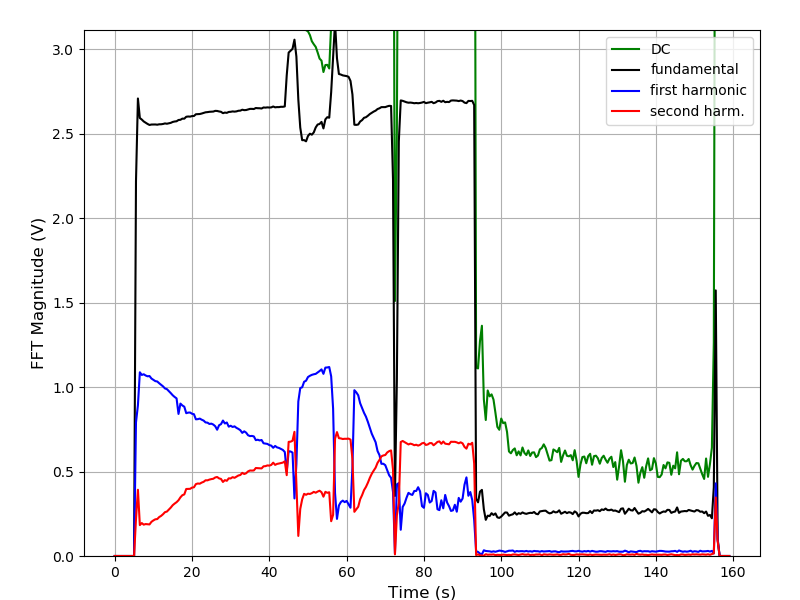 3.0
2.5
2.0
1.5
1.0
0.5
0.0
FFT Magnitude (V)
DC
fundamental
first harmonic
second harm.
0 20 40 60 80 100 120 140 160
Time (s)